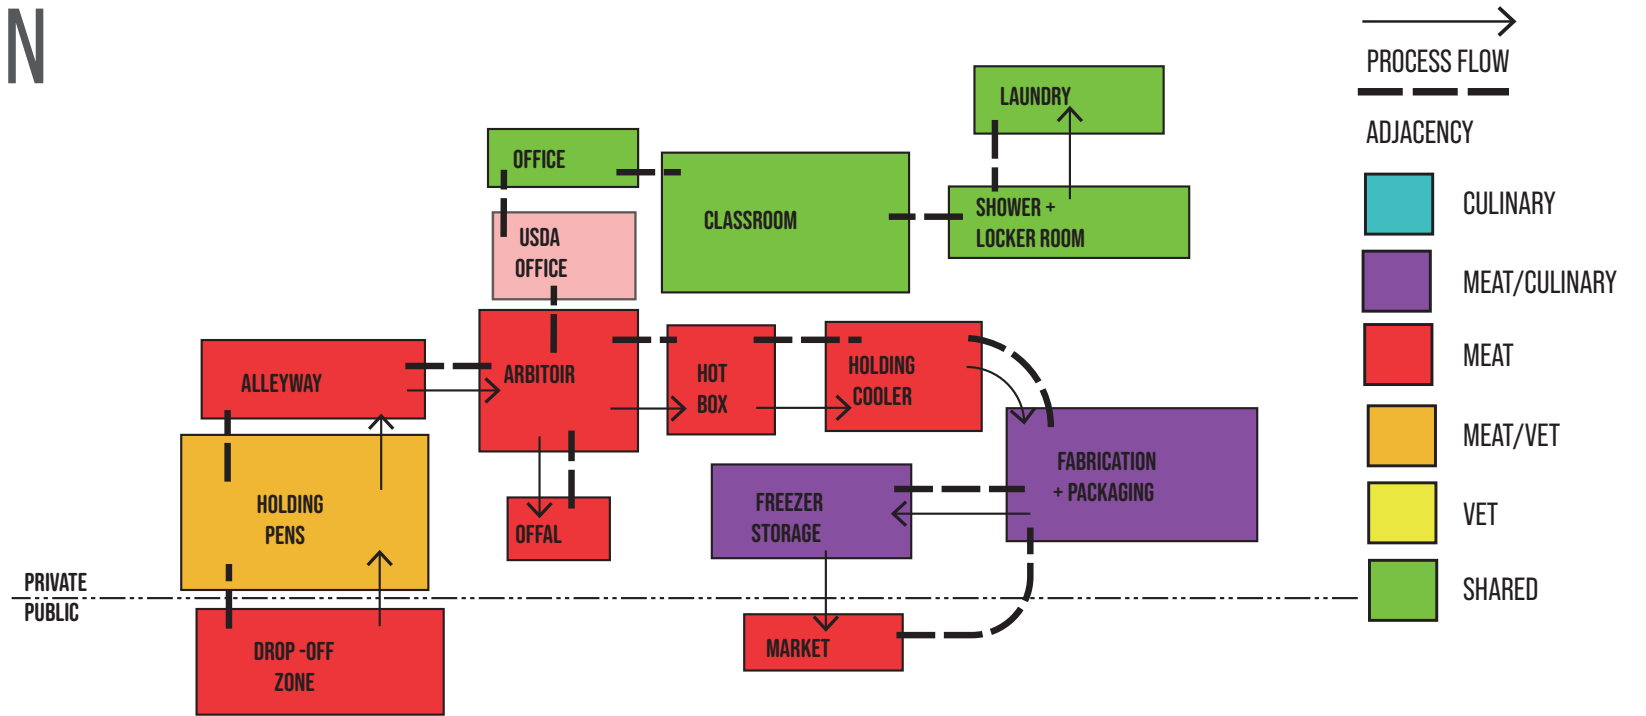 N
OFFICE
USDA
OFFICE
CLASSROOM
LAUNDRY
SHOWER +
LOCKER ROOM
ALLEYWAY
ARBITOIR
HOT
BOX
HOLDING
COOLER
HOLDING
PENS
OFFAL
FREEZER
STORAGE
FABRICATION
+ PACKAGING
PRIVATE
PUBLIC
DROP -OFF
ZONE
MARKET
PROCESS FLOW
ADJACENCY
CULINARY
MEAT/CULINARY
MEAT
MEAT/VET
VET
SHARED